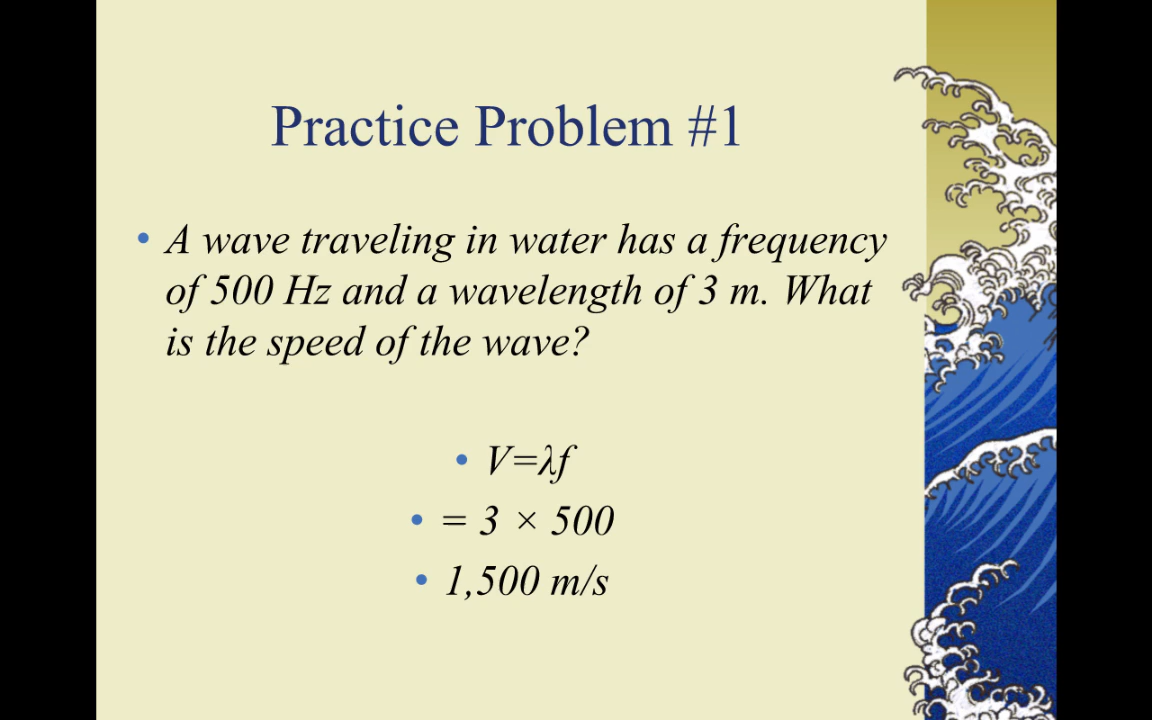 Practice Problem #1
• A wave traveling in water has a frequency
of 500 Hz and a wavelength of 3 m. What
is the speed of the wave?
• V=λf
• = 3 × 500
• 1,500 m/s